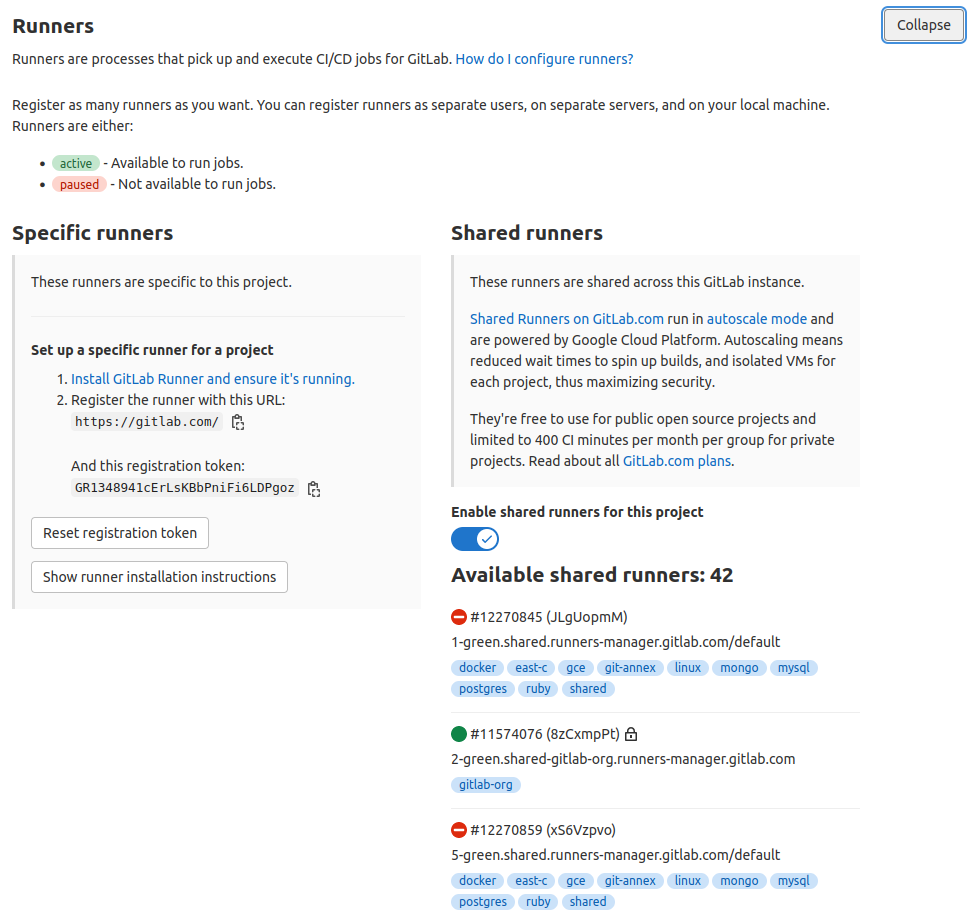 Runners
Collapse
Runners are processes that pick up and execute CI/CD jobs for GitLab. How do I configure runners?
Register as many runners as you want. You can register runners as separate users, on separate servers, and on your local machine.
Runners are either:
• active - Available to run jobs.
• paused - Not available to run jobs.
Specific runners
These runners are specific to this project.
Set up a specific runner for a project
1. Install GitLab Runner and ensure it's running.
2. Register the runner with this URL:
https://gitlab.com/
And this registration token:
GR1348941cErLsKBbPniFi6LDPgoz
Reset registration token
Show runner installation instructions
Shared runners
These runners are shared across this GitLab instance.
Shared Runners on GitLab.com run in autoscale mode and
are powered by Google Cloud Platform. Autoscaling means
reduced wait times to spin up builds, and isolated VMs for
each project, thus maximizing security.
They're free to use for public open source projects and
limited to 400 CI minutes per month per group for private
projects. Read about all GitLab.com plans.
Enable shared runners for this project
Available shared runners: 42
#12270845 (JLgUopmM)
1-green.shared.runners-manager.gitlab.com/default
docker east-c gce git-annex linux mongo mysql
postgres ruby shared
#11574076 (8zCxmpPt)
2-green.shared-gitlab-org.runners-manager.gitlab.com
gitlab-org
#12270859 (xS6Vzpvo)
5-green.shared.runners-manager.gitlab.com/default
docker east-c gce git-annex linux mongo mysql
postgres ruby shared